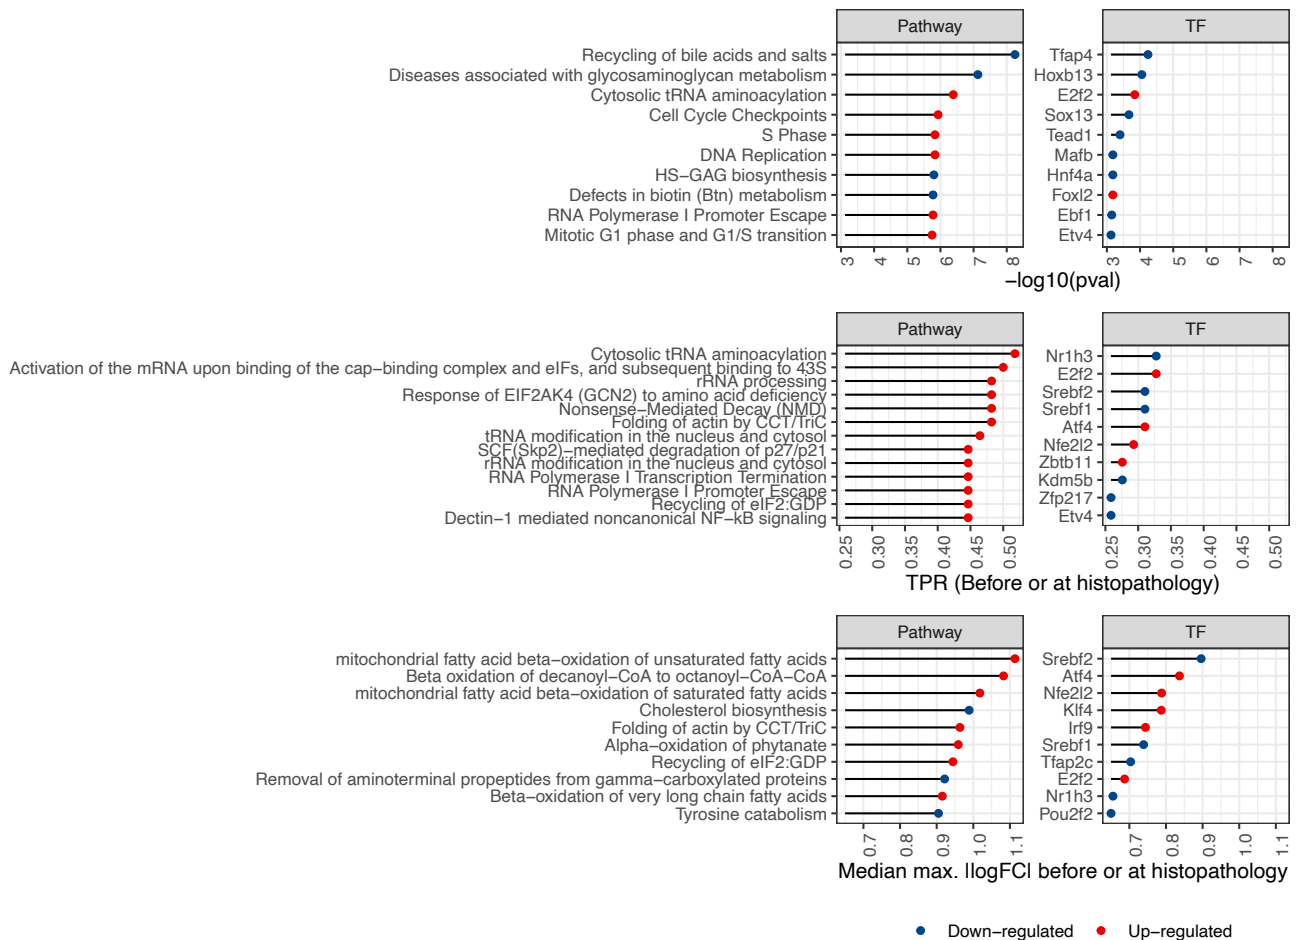 Pathway
TF
Recycling of bile acids and salts
Diseases associated with glycosaminoglycan metabolism
Cytosolic tRNA aminoacylation
Cell Cycle Checkpoints
S Phase
DNA Replication
HS−GAG biosynthesis
Defects in biotin (Btn) metabolism
RNA Polymerase I Promoter Escape
Mitotic G1 phase and G1/S transition
Tfap4
Hoxb13
E2f2
Sox13
Tead1
Mafb
Hnf4a
Foxl2
Ebf1
Etv4
3 4 5 6 7 8
3 4 5 6 7 8
−log10(pval)
Pathway
TF
Cytosolic tRNA aminoacylation
Activation of the mRNA upon binding of the cap−binding complex and eIFs, and subsequent binding to 43S
rRNA processing
Response of EIF2AK4 (GCN2) to amino acid deficiency
Nonsense−Mediated Decay (NMD)
Folding of actin by CCT/TriC
tRNA modification in the nucleus and cytosol
SCF(Skp2)−mediated degradation of p27/p21
rRNA modification in the nucleus and cytosol
RNA Polymerase I Transcription Termination
RNA Polymerase I Promoter Escape
Recycling of eIF2:GDP
Dectin−1 mediated noncanonical NF−kB signaling
Nr1h3
E2f2
Srebf2
Srebf1
Atf4
Nfe2l2
Zbtb11
Kdm5b
Zfp217
Etv4
0.25 0.30 0.35 0.40 0.45 0.50
0.25 0.30 0.35 0.40 0.45 0.50
TPR (Before or at histopathology)
Pathway
TF
mitochondrial fatty acid beta−oxidation of unsaturated fatty acids
Beta oxidation of decanoyl−CoA to octanoyl−CoA−CoA
mitochondrial fatty acid beta−oxidation of saturated fatty acids
Cholesterol biosynthesis
Folding of actin by CCT/TriC
Alpha−oxidation of phytanate
Recycling of eIF2:GDP
Removal of aminoterminal propeptides from gamma−carboxylated proteins
Beta−oxidation of very long chain fatty acids
Tyrosine catabolism
Srebf2
Atf4
Nfe2l2
Klf4
Irf9
Srebf1
Tfap2c
E2f2
Nr1h3
Pou2f2
0.7 0.8 0.9 1.0 1.1
0.7 0.8 0.9 1.0 1.1
Median max. |logFC| before or at histopathology
Down−regulated
Up−regulated